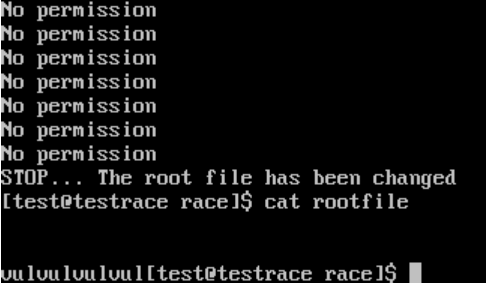 No permission
No permission
No permission
No permission
No permission
No permission
No permission
STOP... The root file has been changed
[test@testrace race]$ cat rootfile
vulvulvulvul[test@testrace race]$